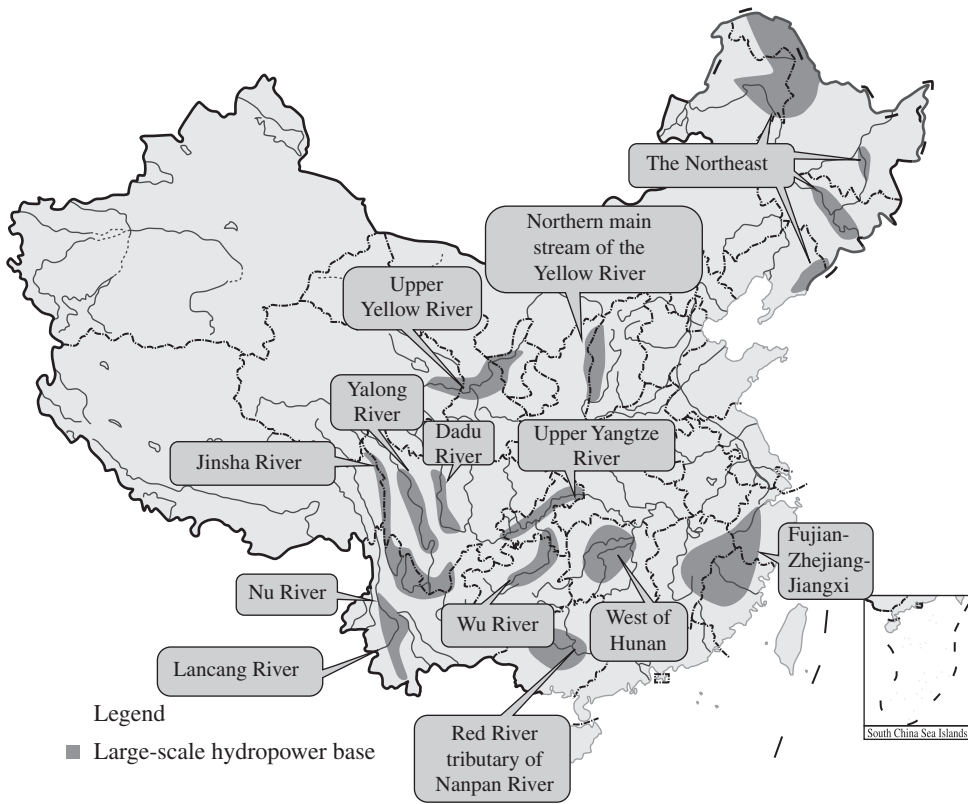 The Northeast
Northern main
stream of the
Yellow River
Upper
Yellow River
Yalong
River
Dadu
River
Upper Yangtze
River
Jinsha River
Fujian-
Zhejiang-
Jiangxi
Nu River
Wu River
West of
Hunan
Lancang River
Legend
Large-scale hydropower base
Red River
tributary of
Nanpan River
South China Sea Islands